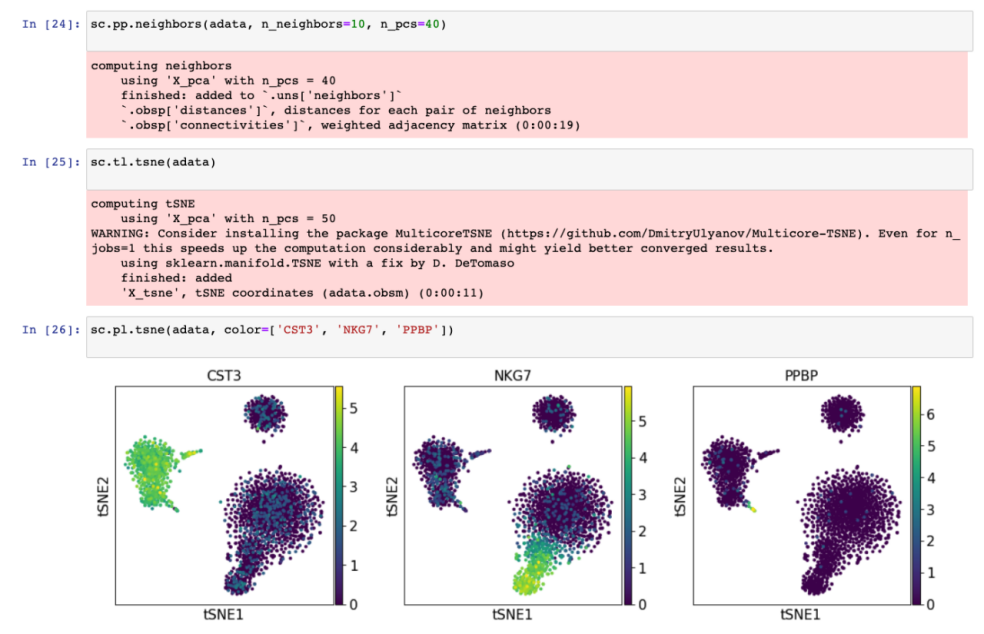 In [24]: sc.pp.neighbors(adata, n_neighbors=10, n_pcs=40)
computing neighbors
using 'X_pca' with n_pcs = 40
finished: added to `.uns['neighbors']`
`.obsp['distances']`, distances for each pair of neighbors
`.obsp['connectivities']`, weighted adjacency matrix (0:00:19)
In [25]: sc.tl.tsne(adata)
computing tSNE
using 'X_pca' with n_pcs = 50
WARNING: Consider installing the package MulticoreTSNE (https://github.com/DmitryUlyanov/Multicore-TSNE). Even for n_
jobs=1 this speeds up the computation considerably and might yield better converged results.
using sklearn.manifold.TSNE with a fix by D. DeTomaso
finished: added
'X_tsne', tSNE coordinates (adata.obsm) (0:00:11)
In [26]: sc.pl.tsne(adata, color=['CST3', 'NKG7', 'PPBP'])
CST3
tSNE2
tSNE1
5
4
3
2
1
0
NKG7
tSNE2
tSNE1
5
4
3
2
1
0
PPBP
tSNE2
tSNE1
6
5
4
3
2
1
0